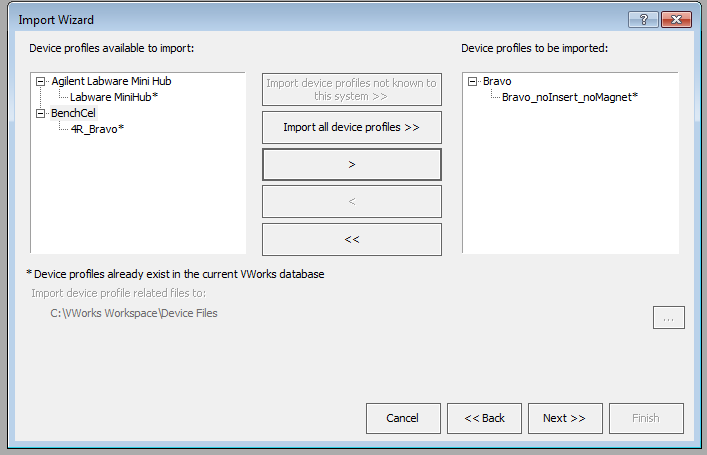 Import Wizard
?
Device profiles available to import:
Device profiles to be imported:
Agilent Labware Mini Hub
Labware MiniHub*
BenchCel
4R_Bravo*
Import device profiles not known to
this system >>
Import all device profiles >>
>
<
<<
Bravo
Bravo_noInsert_noMagnet*
* Device profiles already exist in the current VWorks database
Import device profile related files to:
C:\VWorks Workspace\Device Files
...
Cancel
<< Back
Next >>
Finish